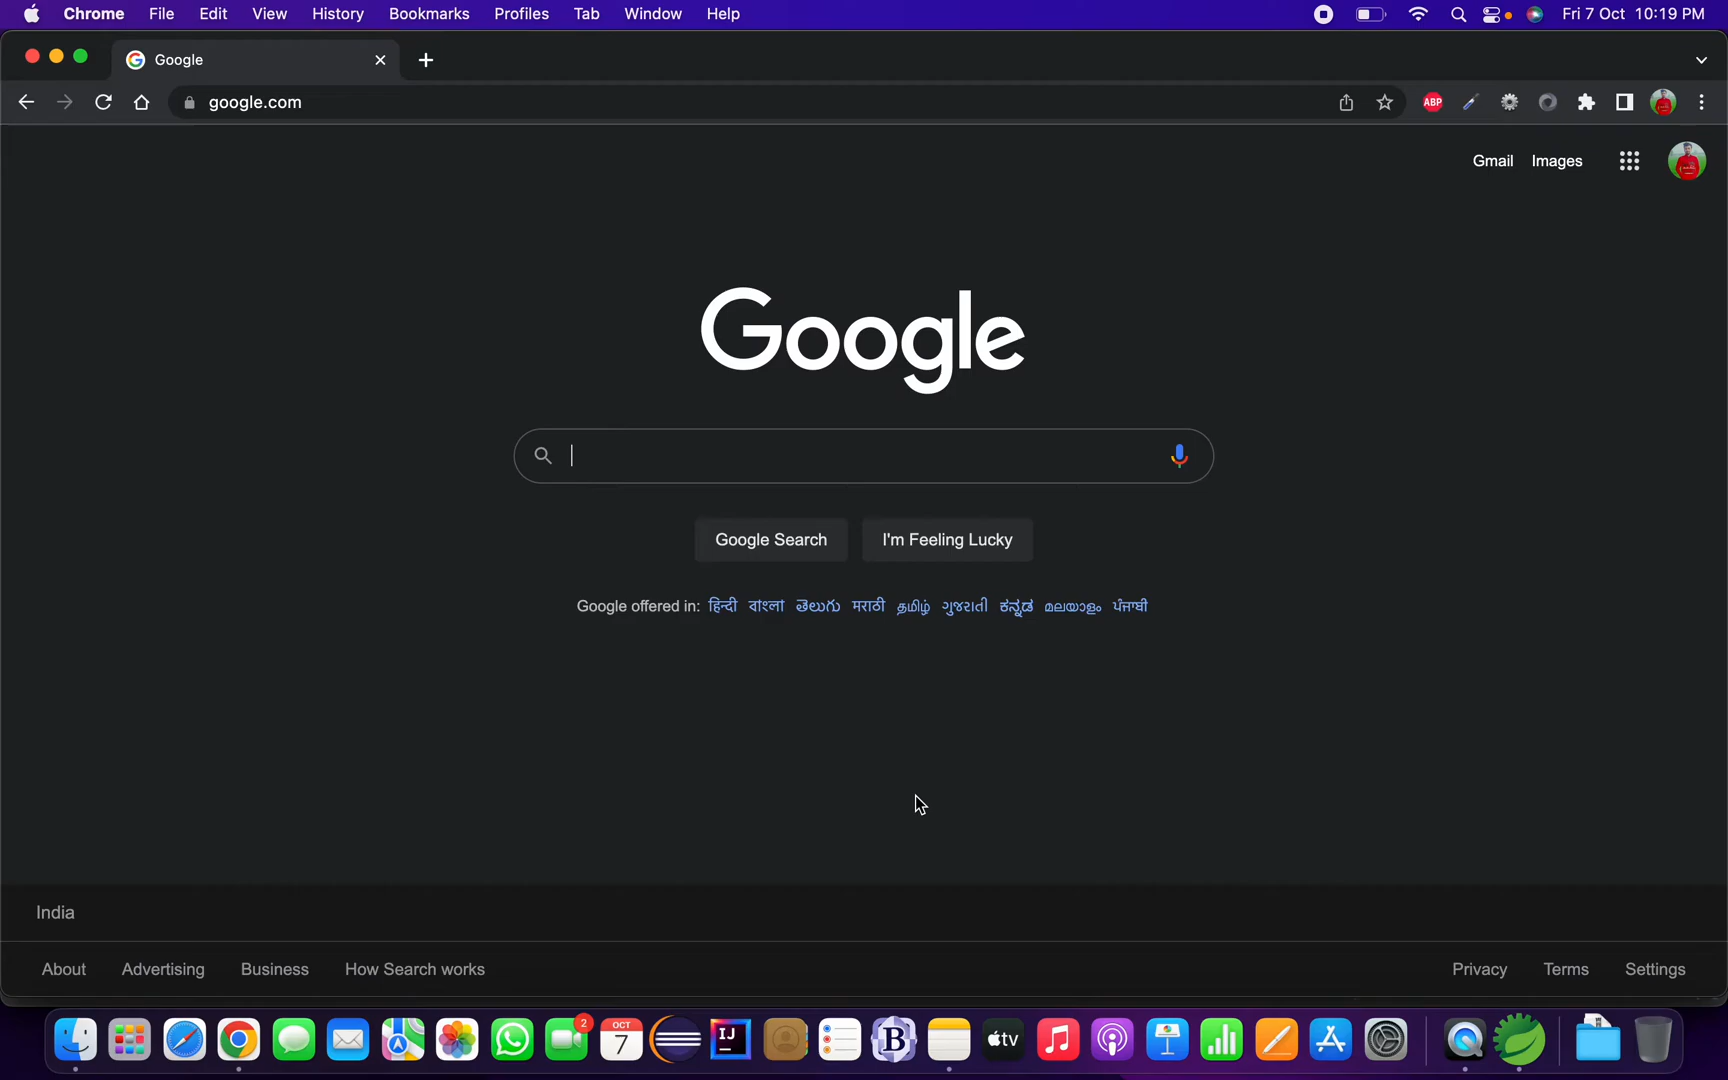 Chrome File Edit View History Bookmarks Profiles Tab Window Help Fri 7 Oct 10:19 PM
Google
google.com ABP
Gmail Images
Google
Google Search I'm Feeling Lucky
Google offered in: हिन्दी বাংলা తెలుగు मराठी தமிழ் ગુજરાતી ಕನ್ನಡ മലയാളം ਪੰਜਾਬੀ
India
About Advertising Business How Search works Privacy Terms Settings
2
OCT
7
IJ
B
tv